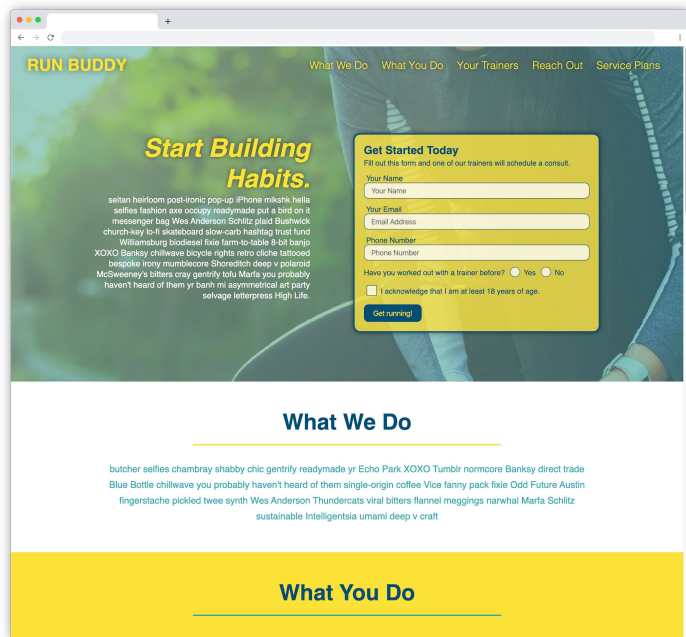 RUN BUDDY
What We Do What You Do Your Trainers Reach Out Service Plans
Start Building
Habits.
seitan heirloom post-ironic pop-up iPhone mlkshk hella
selfies fashion axe occupy readymade put a bird on it
messenger bag Wes Anderson Schlitz plaid Bushwick
church-key lo-fi skateboard slow-carb hashtag trust fund
Williamsburg biodiesel fixie farm-to-table 8-bit banjo
XOXO Banksy chillwave bicycle rights retro cliche tattooed
bespoke irony mumblecore Shoreditch deep v polaroid
McSweeney's bitters cray gentrify tofu Marfa you probably
haven't heard of them yr banh mi asymmetrical art party
selvage letterpress High Life.
Get Started Today
Fill out this form and one of our trainers will schedule a consult.
Your Name
Your Name
Your Email
Email Address
Phone Number
Phone Number
Have you worked out with a trainer before? Yes No
I acknowledge that I am at least 18 years of age.
Get running!
What We Do
butcher selfies chambray shabby chic gentrify readymade yr Echo Park XOXO Tumblr normcore Banksy direct trade
Blue Bottle chillwave you probably haven't heard of them single-origin coffee Vice fanny pack fixie Odd Future Austin
fingerstache pickled twee synth Wes Anderson Thundercats viral bitters flannel meggings narwhal Marfa Schlitz
sustainable Intelligentsia umami deep v craft
What You Do